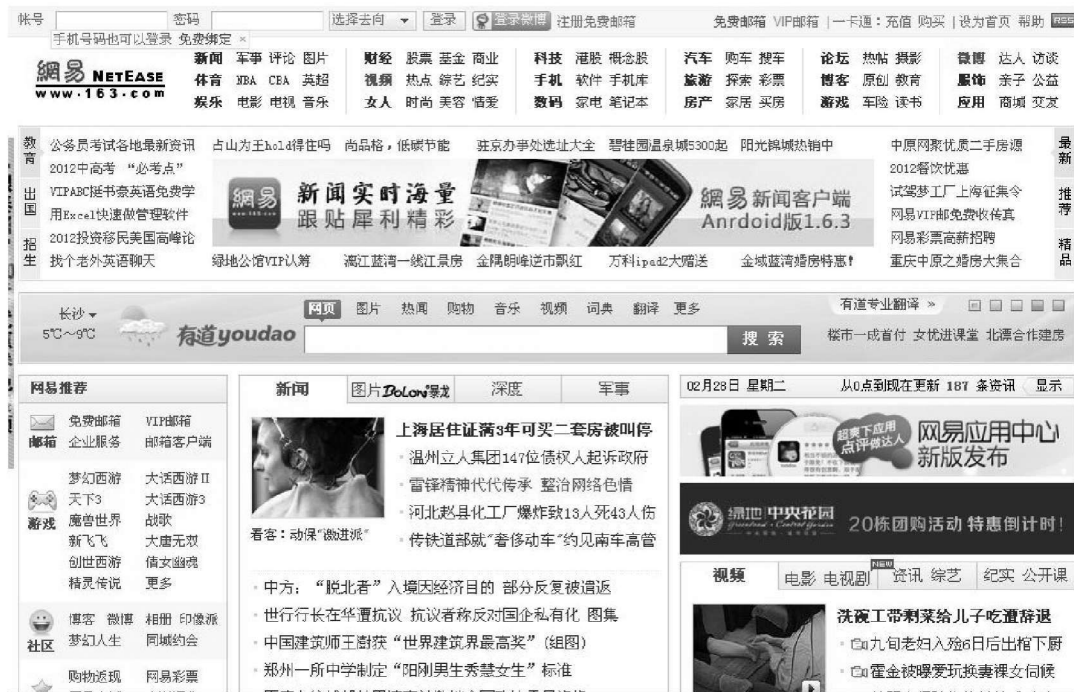 帐号 密码 选择去向 登录 登录微博 注册免费邮箱 免费邮箱 VIP邮箱 |一卡通：充值 购买 |设为首页 帮助 RSS
手机号码也可以登录 免费绑定 ×
網易 NETEASE
www.163.com
新闻 军事 评论 图片 财经 股票 基金 商业 科技 港股 概念股 汽车 购车 搜车 论坛 热帖 摄影 微博 达人 访谈
体育 NBA CBA 英超 视频 热点 综艺 纪实 手机 软件 手机库 旅游 探索 彩票 博客 原创 教育 服饰 亲子 公益
娱乐 电影 电视 音乐 女人 时尚 美容 情爱 数码 家电 笔记本 房产 家居 买房 游戏 车险 读书 应用 商城 交友
教育
出国
招生
公务员考试各地最新资讯
2012中高考 “必考点”
VIPABC挺书豪英语免费学
用Excel快速做管理软件
2012投资移民美国高峰论
找个老外英语聊天
占山为王hold得住吗 尚品格，低碳节能 驻京办事处选址大全 碧桂园温泉城5300起 阳光锦城热销中
網易
www.163.com
新闻实时海量
跟贴犀利精彩
網易新闻客户端
Anrdoid版1.6.3
绿地公馆VIP认筹 漓江蓝湾一线江景房 金隅朗峰逆市飘红 万科ipad2大赠送 金域蓝湾婚房特惠!
中原网聚优质二手房源
2012餐饮优惠
试驾梦工厂上海征集令
网易VIP邮免费收传真
网易彩票高薪招聘
重庆中原之婚房大集合
最新
推荐
精品
长沙
5℃～9℃
有道youdao
网页 图片 热闻 购物 音乐 视频 词典 翻译 更多
搜 索
有道专业翻译 »
楼市一成首付 女优进课堂 北漂合作建房
网易推荐
邮箱
免费邮箱 VIP邮箱
企业服务 邮箱客户端
游戏
梦幻西游 大话西游II
天下3 大话西游3
魔兽世界 战歌
新飞飞 大唐无双
创世西游 倩女幽魂
精灵传说 更多
社区
博客 微博 相册 印像派
梦幻人生 同城约会
购物返现 网易彩票
新闻 图片 暴龙 深度 军事
看客：动保“激进派”
上海居住证满3年可买二套房被叫停
温州立人集团147位债权人起诉政府
雷锋精神代代传承 整治网络色情
河北赵县化工厂爆炸致13人死43人伤
传铁道部就“奢侈动车”约见南车高管
中方：“脱北者”入境因经济目的 部分反复被遣返
世行行长在华遭抗议 抗议者称反对国企私有化 图集
中国建筑师王澍获“世界建筑界最高奖”(组图)
郑州一所中学制定“阳刚男生秀慧女生”标准
02月28日 星期二 从0点到现在更新 187 条资讯 显示
超爽下应用
点评做达人
网易应用中心
新版发布
绿地 中央花园
20栋团购活动 特惠倒计时!
视频 电影 电视剧 NEW 资讯 综艺 纪实 公开课
洗碗工带剩菜给儿子吃遭辞退
九旬老妇入殓6日后出棺下厨
霍金被曝爱玩换妻裸女伺候